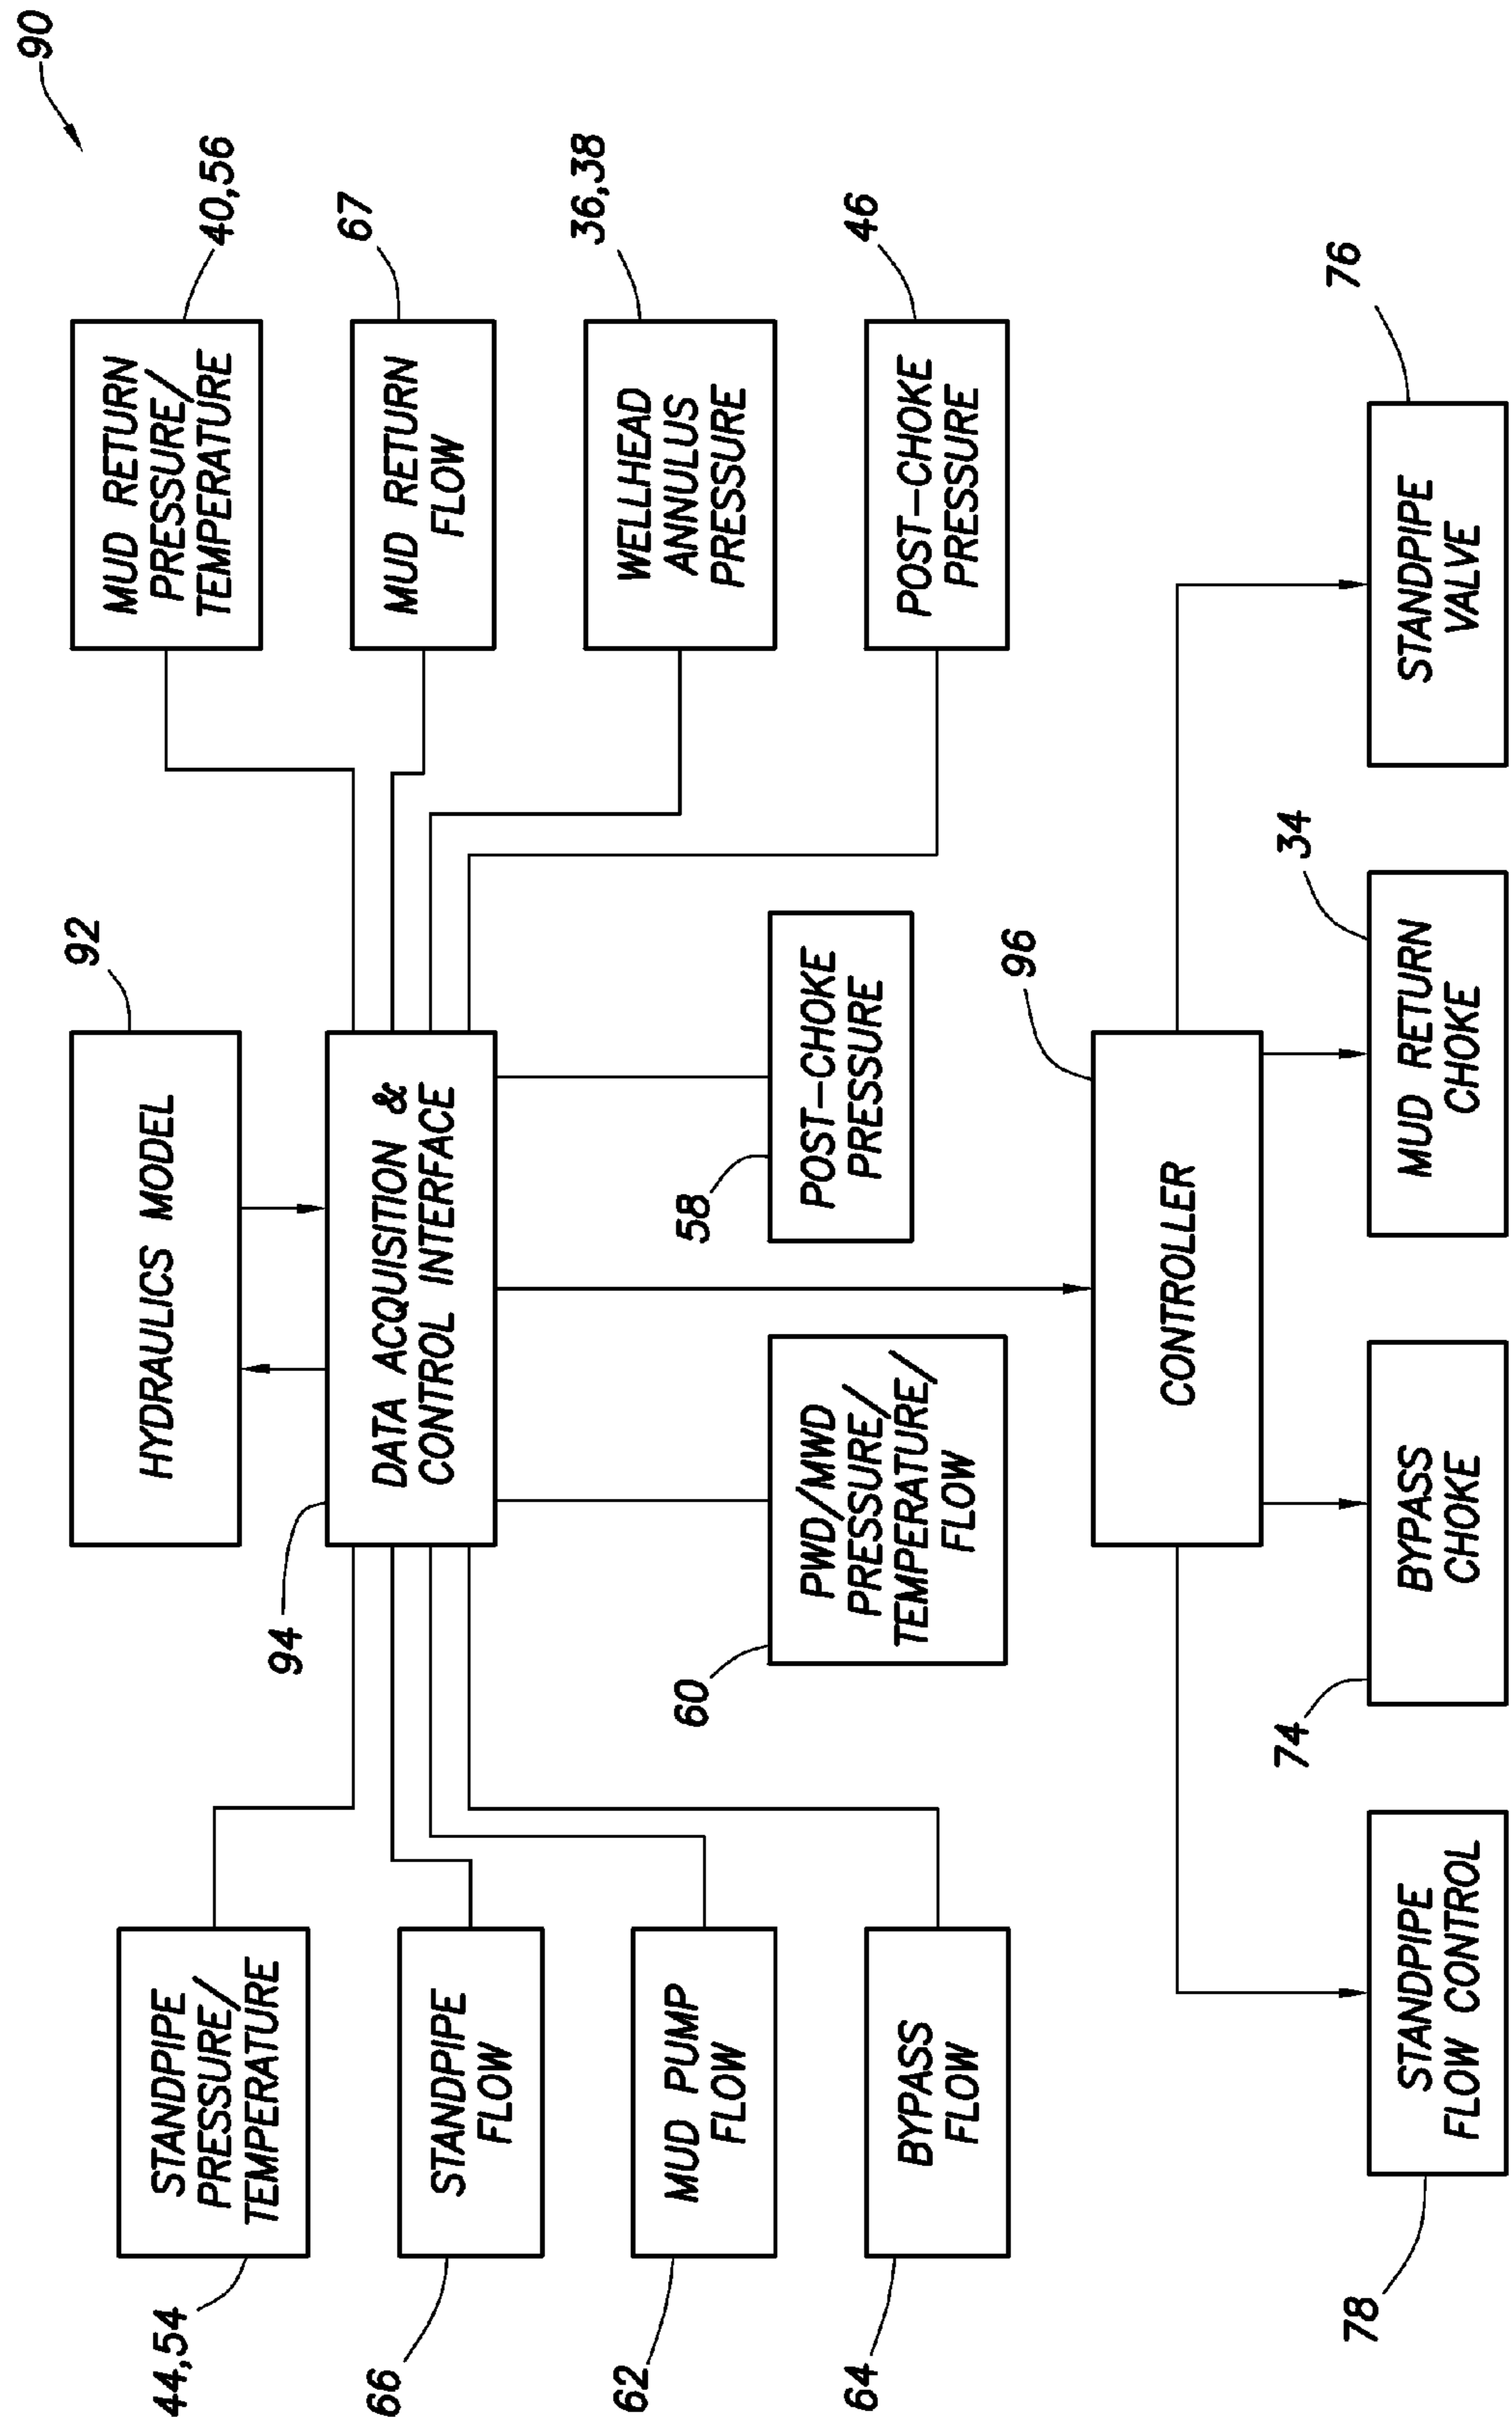 90
92
HYDRAULICS MODEL
94
DATA ACQUISITION &
CONTROL INTERFACE
44,54
STANDPIPE
PRESSURE/
TEMPERATURE
66
STANDPIPE
FLOW
62
MUD PUMP
FLOW
64
BYPASS
FLOW
60
PWD/MWD
PRESSURE/
TEMPERATURE/
FLOW
58
POST-CHOKE
PRESSURE
40,56
MUD RETURN
PRESSURE/
TEMPERATURE
67
MUD RETURN
FLOW
36,38
WELLHEAD
ANNULUS
PRESSURE
46
POST-CHOKE
PRESSURE
96
CONTROLLER
78
STANDPIPE
FLOW CONTROL
74
BYPASS
CHOKE
34
MUD RETURN
CHOKE
76
STANDPIPE
VALVE